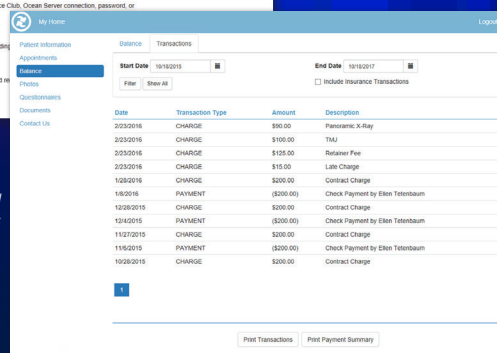 ce Club, Ocean Server connection, password, or
My Home
Logout
Patient Information
Appointments
Balance
Photos
Questionnaires
Documents
Contact Us
Balance Transactions
Start Date 10/18/2015 End Date 10/18/2017
Filter Show All Include Insurance Transactions
Date Transaction Type Amount Description
2/23/2016 CHARGE $90.00 Panoramic X-Ray
2/23/2016 CHARGE $100.00 TMJ
2/23/2016 CHARGE $125.00 Retainer Fee
2/23/2016 CHARGE $15.00 Late Charge
1/28/2016 CHARGE $200.00 Contract Charge
1/8/2016 PAYMENT ($200.00) Check Payment by Ellen Tetenbaum
12/28/2015 CHARGE $200.00 Contract Charge
12/4/2015 PAYMENT ($200.00) Check Payment by Ellen Tetenbaum
11/27/2015 CHARGE $200.00 Contract Charge
11/6/2015 PAYMENT ($200.00) Check Payment by Ellen Tetenbaum
10/28/2015 CHARGE $200.00 Contract Charge
1
Print Transactions Print Payment Summary